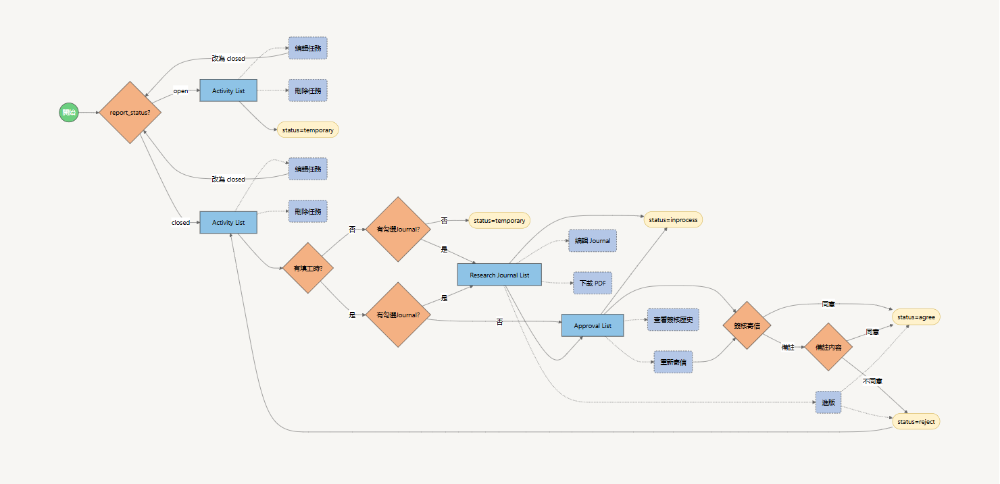 編輯任務
改為 closed
開始
report_status?
open
Activity List
刪除任務
status=temporary
編輯任務
改為 closed
刪除任務
closed
Activity List
有填工時?
否
有勾選Journal?
否
status=temporary
是
是
有勾選Journal?
是
否
Research Journal List
status=inprocess
編輯 Journal
下載 PDF
Approval List
查看簽核歷史
重新寄信
簽核寄信
同意
status=agree
備註
備註內容
同意
不同意
進版
status=reject